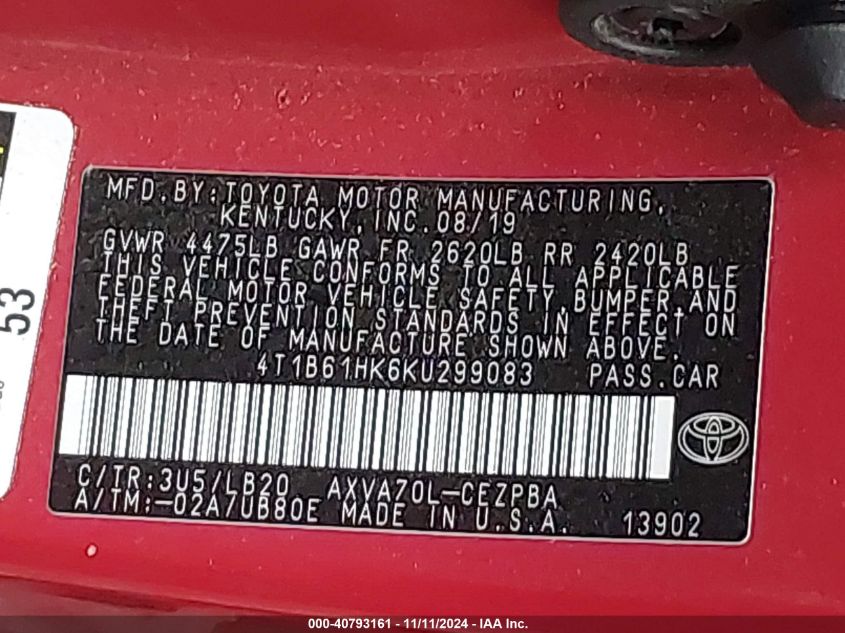 53
MFD.BY:TOYOTA MOTOR MANUFACTURING,
KENTUCKY,INC.08/19
GVWR 4475LB GAWR FR 2620LB RR 2420LB
THIS VEHICLE CONFORMS TO ALL APPLICABLE
FEDERAL MOTOR VEHICLE SAFETY,BUMPER,AND
THEFT PREVENTION STANDARDS IN EFFECT ON
THE DATE OF MANUFACTURE SHOWN ABOVE.
4T1B61HK6KU299083 PASS.CAR
C/TR:3U5/LB20 AXVA70L-CEZPBA
A/TM:-02A7UB80E MADE IN U.S.A. 13902
000-40793161 - 11/11/2024 - IAA Inc.